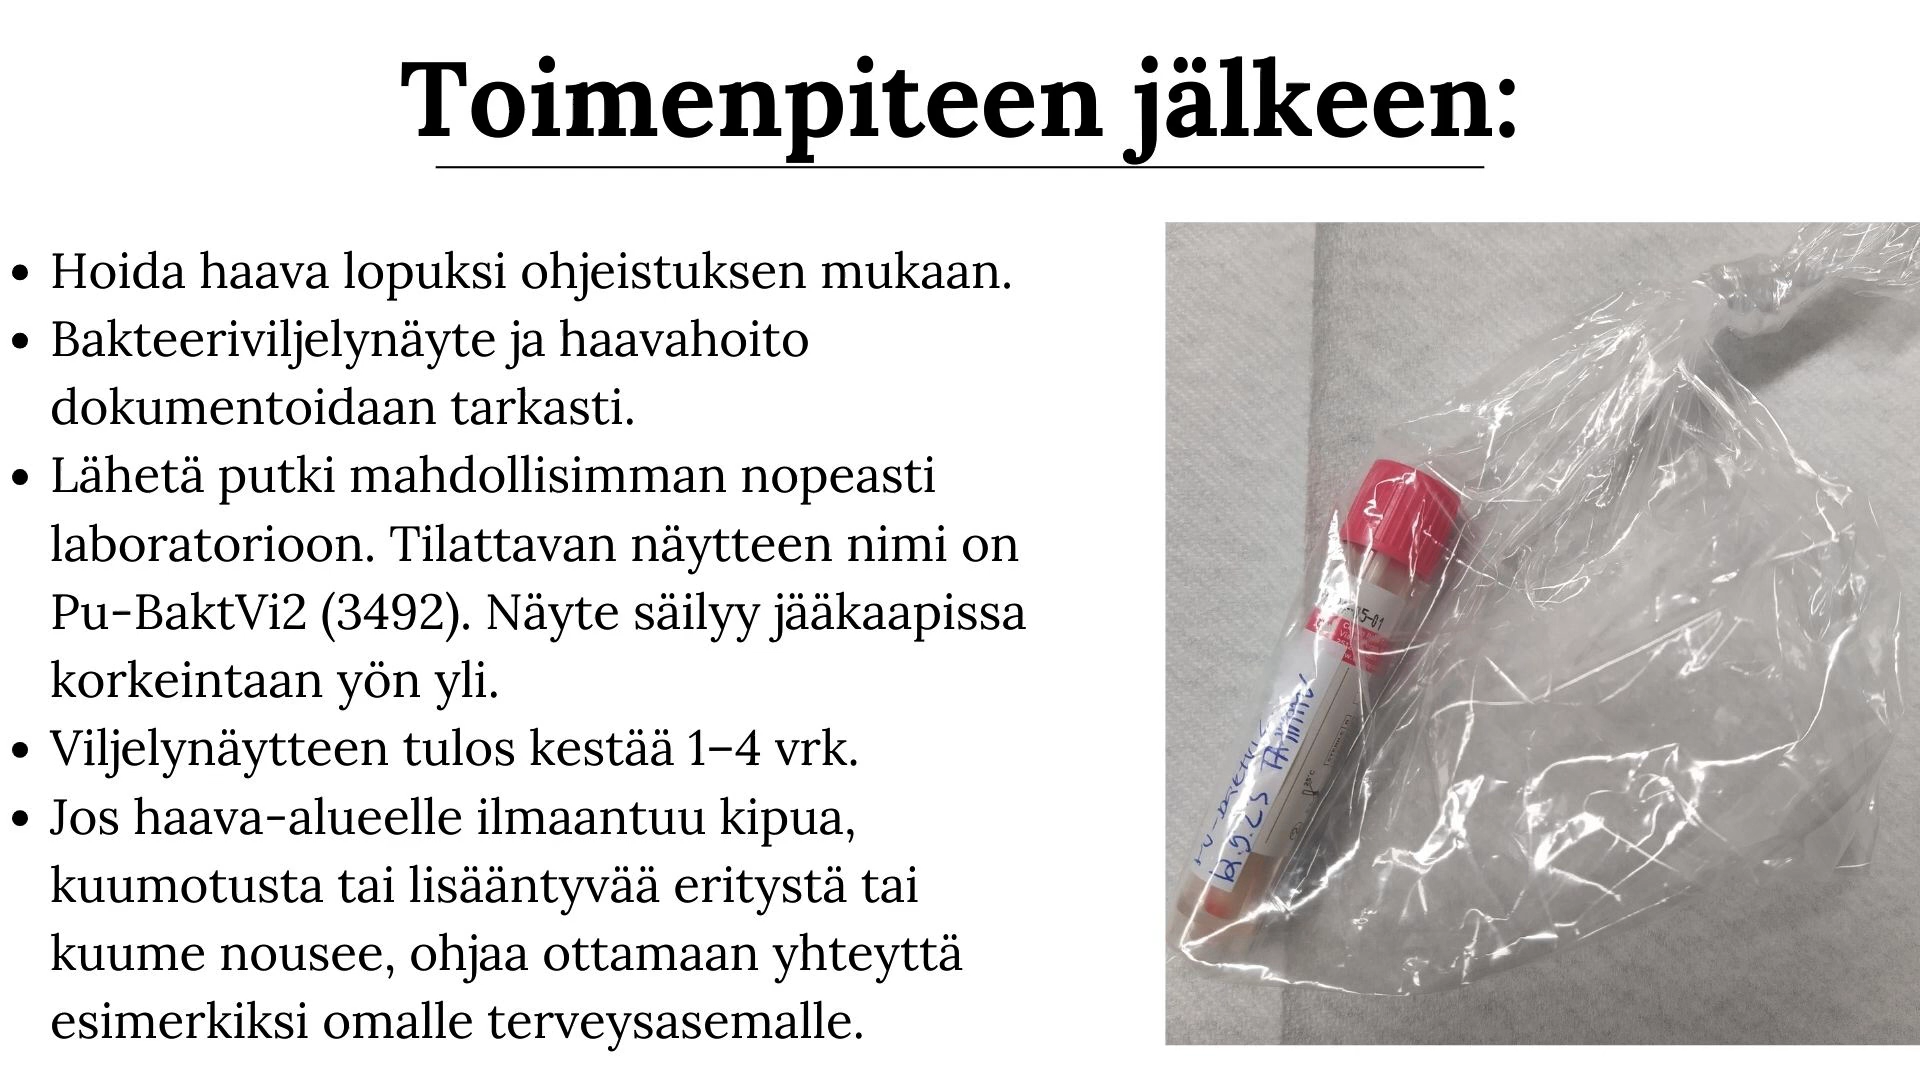 Toimenpiteen jälkeen:
• Hoida haava lopuksi ohjeistuksen mukaan.
• Bakteeriviljelynäyte ja haavahoito
dokumentoidaan tarkasti.
• Lähetä putki mahdollisimman nopeasti
laboratorioon. Tilattavan näytteen nimi on
Pu-BaktVi2 (3492). Näyte säilyy jääkaapissa
korkeintaan yön yli.
• Viljelynäytteen tulos kestää 1–4 vrk.
• Jos haava-alueelle ilmaantuu kipua,
kuumotusta tai lisääntyvää eritystä tai
kuume nousee, ohjaa ottamaan yhteyttä
esimerkiksi omalle terveysasemalle.